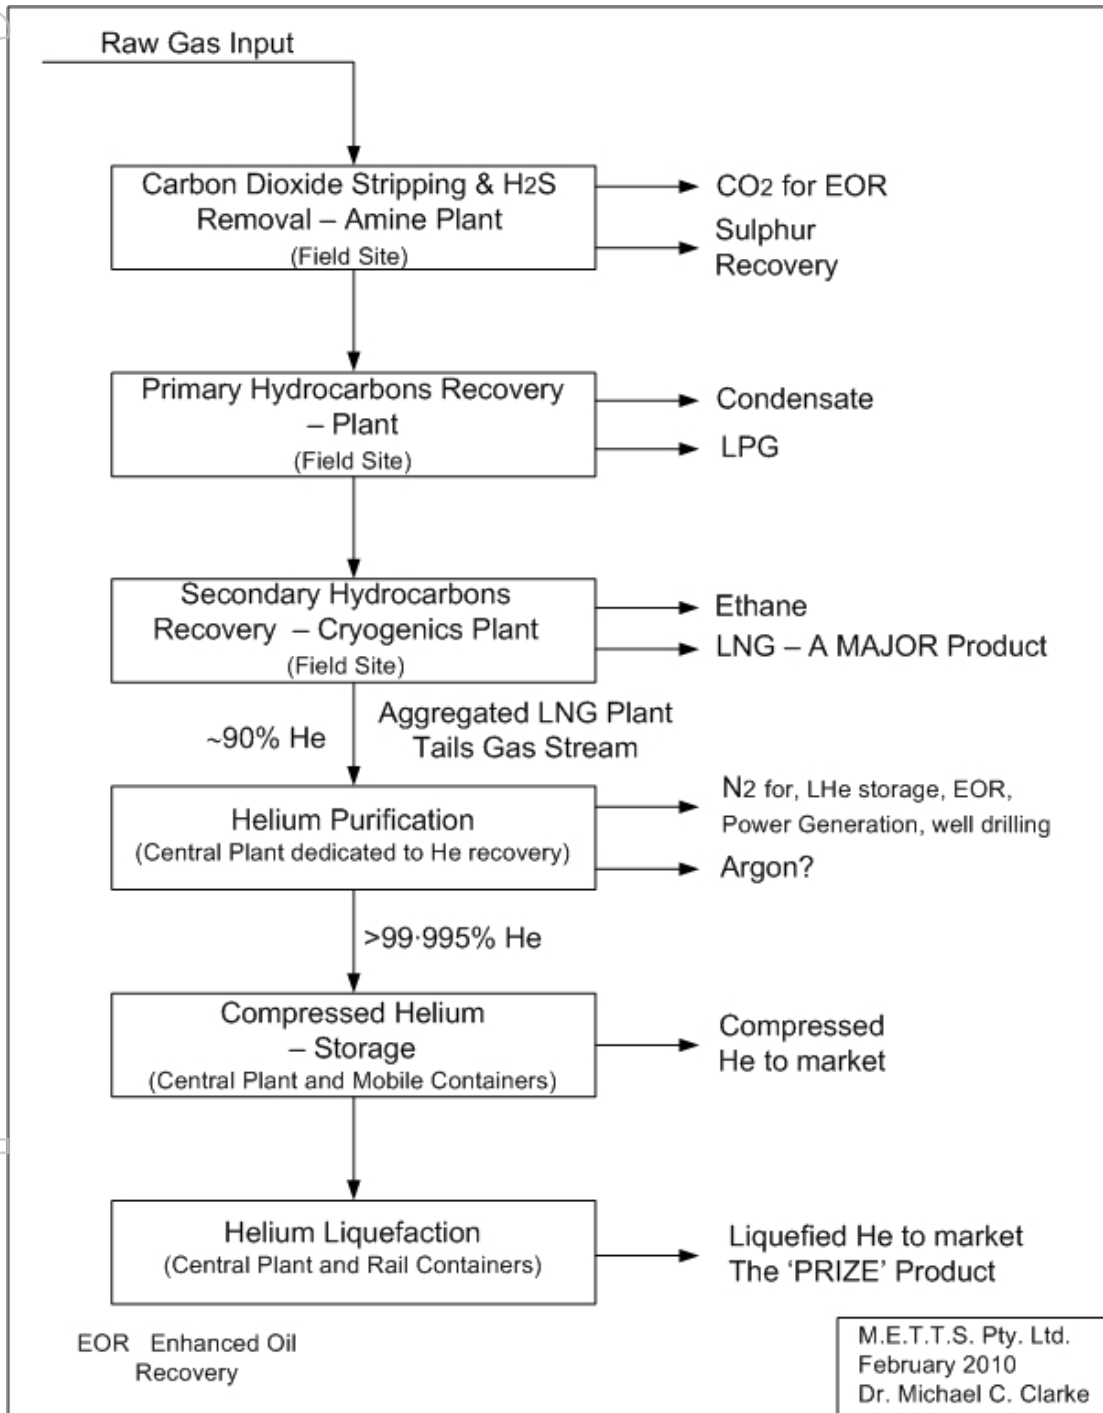 Raw Gas Input
Carbon Dioxide Stripping & H2S
Removal – Amine Plant
(Field Site)
CO2 for EOR
Sulphur
Recovery
Primary Hydrocarbons Recovery
– Plant
(Field Site)
Condensate
LPG
Secondary Hydrocarbons
Recovery – Cryogenics Plant
(Field Site)
Ethane
LNG – A MAJOR Product
~90% He
Aggregated LNG Plant
Tails Gas Stream
Helium Purification
(Central Plant dedicated to He recovery)
N2 for, LHe storage, EOR,
Power Generation, well drilling
Argon?
>99·995% He
Compressed Helium
– Storage
(Central Plant and Mobile Containers)
Compressed
He to market
Helium Liquefaction
(Central Plant and Rail Containers)
Liquefied He to market
The ‘PRIZE’ Product
EOR Enhanced Oil
Recovery
M.E.T.T.S. Pty. Ltd.
February 2010
Dr. Michael C. Clarke